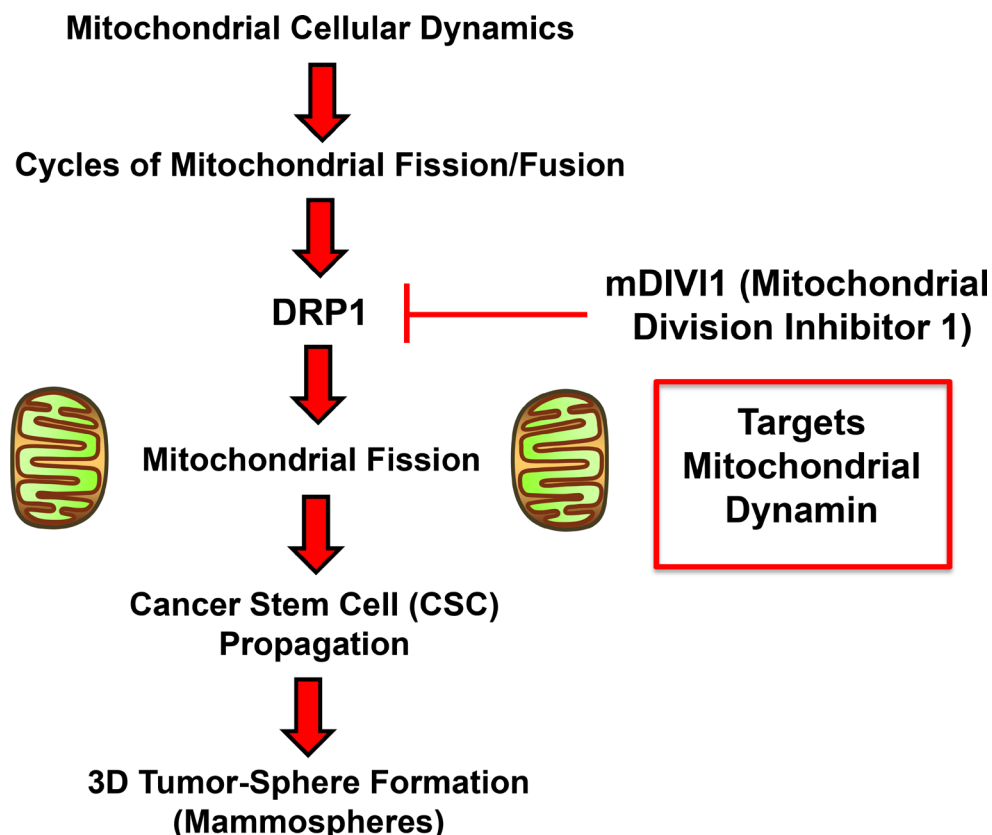 Mitochondrial Cellular Dynamics
Cycles of Mitochondrial Fission/Fusion
DRP1
mDIVI1 (Mitochondrial
Division Inhibitor 1)
Targets
Mitochondrial
Dynamin
Mitochondrial Fission
Cancer Stem Cell (CSC)
Propagation
3D Tumor-Sphere Formation
(Mammospheres)